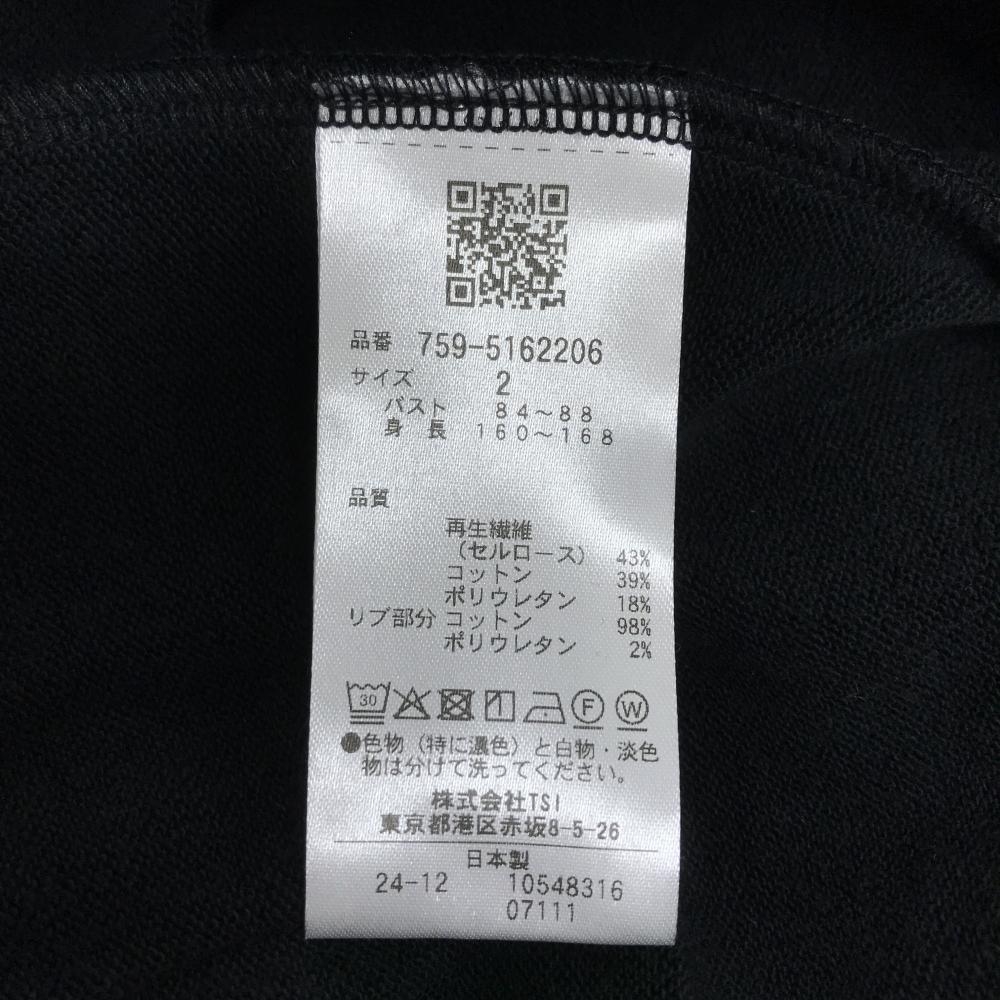 品番 759-5162206
サイズ 2
バスト 84～88
身長 160～168
品質
再生繊維
(セルロース) 43%
コットン 39%
ポリウレタン 18%
リブ部分 コットン 98%
ポリウレタン 2%
30 F W
●色物(特に濃色)と白物・淡色
物は分けて洗ってください。
株式会社TSI
東京都港区赤坂8-5-26
日本製
24-12 10548316
07111